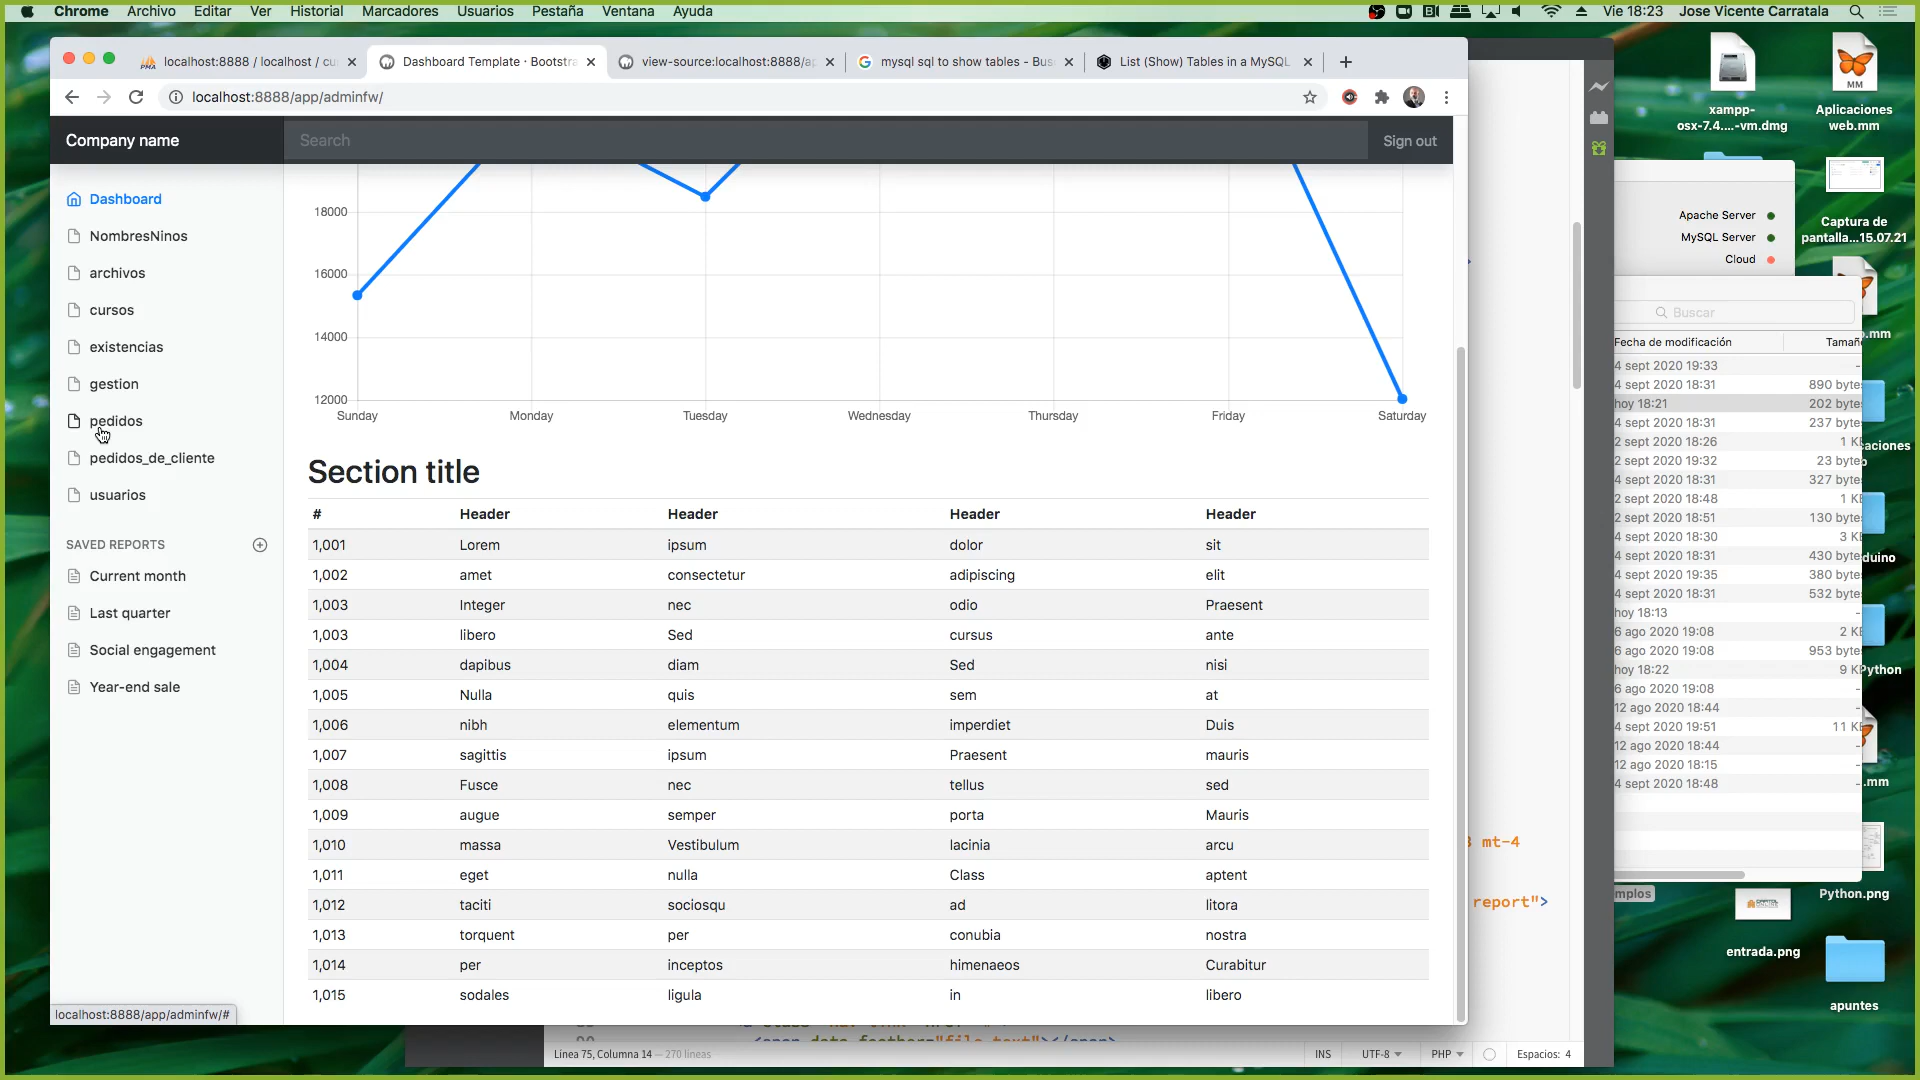 Chrome Archivo Editar Ver Historial Marcadores Usuarios Pestaña Ventana Ayuda
Vie 18:23 Jose Vicente Carratala
localhost:8888 / localhost / cu
Dashboard Template · Bootstra
view-source:localhost:8888/ap
mysql sql to show tables - Bus
List (Show) Tables in a MySQL
localhost:8888/app/adminfw/
Company name
Search
Sign out
Dashboard
NombresNinos
archivos
cursos
existencias
gestion
pedidos
pedidos_de_cliente
usuarios
SAVED REPORTS
Current month
Last quarter
Social engagement
Year-end sale
localhost:8888/app/adminfw/#
18000
16000
14000
12000
Sunday Monday Tuesday Wednesday Thursday Friday Saturday
Section title
# Header Header Header Header
1,001 Lorem ipsum dolor sit
1,002 amet consectetur adipiscing elit
1,003 Integer nec odio Praesent
1,003 libero Sed cursus ante
1,004 dapibus diam Sed nisi
1,005 Nulla quis sem at
1,006 nibh elementum imperdiet Duis
1,007 sagittis ipsum Praesent mauris
1,008 Fusce nec tellus sed
1,009 augue semper porta Mauris
1,010 massa Vestibulum lacinia arcu
1,011 eget nulla Class aptent
1,012 taciti sociosqu ad litora
1,013 torquent per conubia nostra
1,014 per inceptos himenaeos Curabitur
1,015 sodales ligula in libero
mt-4
report">
Línea 75, Columna 14 — 270 líneas
INS UTF-8 PHP Espacios: 4
xampp-
osx-7.4....-vm.dmg
MM
Aplicaciones
web.mm
Apache Server
MySQL Server
Cloud
Captura de
pantalla...15.07.21
Buscar
Fecha de modificación Tamañ
4 sept 2020 19:33 -
4 sept 2020 18:31 890 byte
hoy 18:21 202 byte
4 sept 2020 18:31 237 byte
2 sept 2020 18:26 1 K
2 sept 2020 19:32 23 byte
4 sept 2020 18:31 327 byte
2 sept 2020 18:48 1 K
2 sept 2020 18:51 130 byte
4 sept 2020 18:30 3 K
4 sept 2020 18:31 430 byte
4 sept 2020 19:35 380 byte
4 sept 2020 18:31 532 byte
hoy 18:13 -
6 ago 2020 19:08 2 K
6 ago 2020 19:08 953 byte
hoy 18:22 9 K
6 ago 2020 19:08 -
12 ago 2020 18:44 -
4 sept 2020 19:51 11 K
12 ago 2020 18:44 -
12 ago 2020 18:15 -
4 sept 2020 18:48 -
.mm
aciones
duino
Python
.mm
mplos
Python.png
entrada.png
apuntes